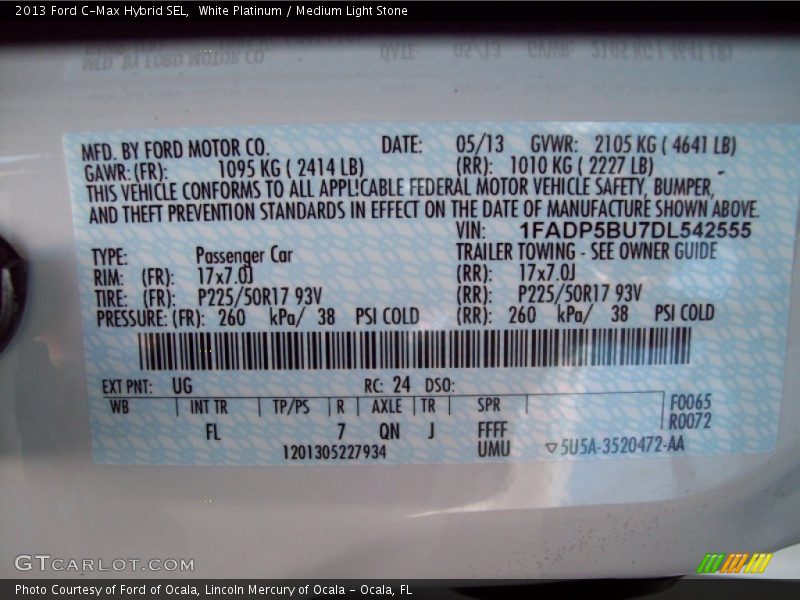 2013 Ford C-Max Hybrid SEL, White Platinum / Medium Light Stone
MFD. BY FORD MOTOR CO. DATE: 05/13 GVWR: 2105 KG ( 4641 LB)
GAWR: (FR): 1095 KG ( 2414 LB) (RR): 1010 KG ( 2227 LB)
THIS VEHICLE CONFORMS TO ALL APPLICABLE FEDERAL MOTOR VEHICLE SAFETY, BUMPER,
AND THEFT PREVENTION STANDARDS IN EFFECT ON THE DATE OF MANUFACTURE SHOWN ABOVE.
VIN: 1FADP5BU7DL542555
TYPE: Passenger Car TRAILER TOWING - SEE OWNER GUIDE
RIM: (FR): 17x7.0J (RR): 17x7.0J
TIRE: (FR): P225/50R17 93V (RR): P225/50R17 93V
PRESSURE: (FR): 260 kPa/ 38 PSI COLD (RR): 260 kPa/ 38 PSI COLD
EXT PNT: UG RC: 24 DSO:
WB INT TR TP/PS R AXLE TR SPR F0065
R0072
FL 7 QN J FFFF
1201305227934 UMU ▽5U5A-3520472-AA
GTCARLOT.COM
Photo Courtesy of Ford of Ocala, Lincoln Mercury of Ocala - Ocala, FL